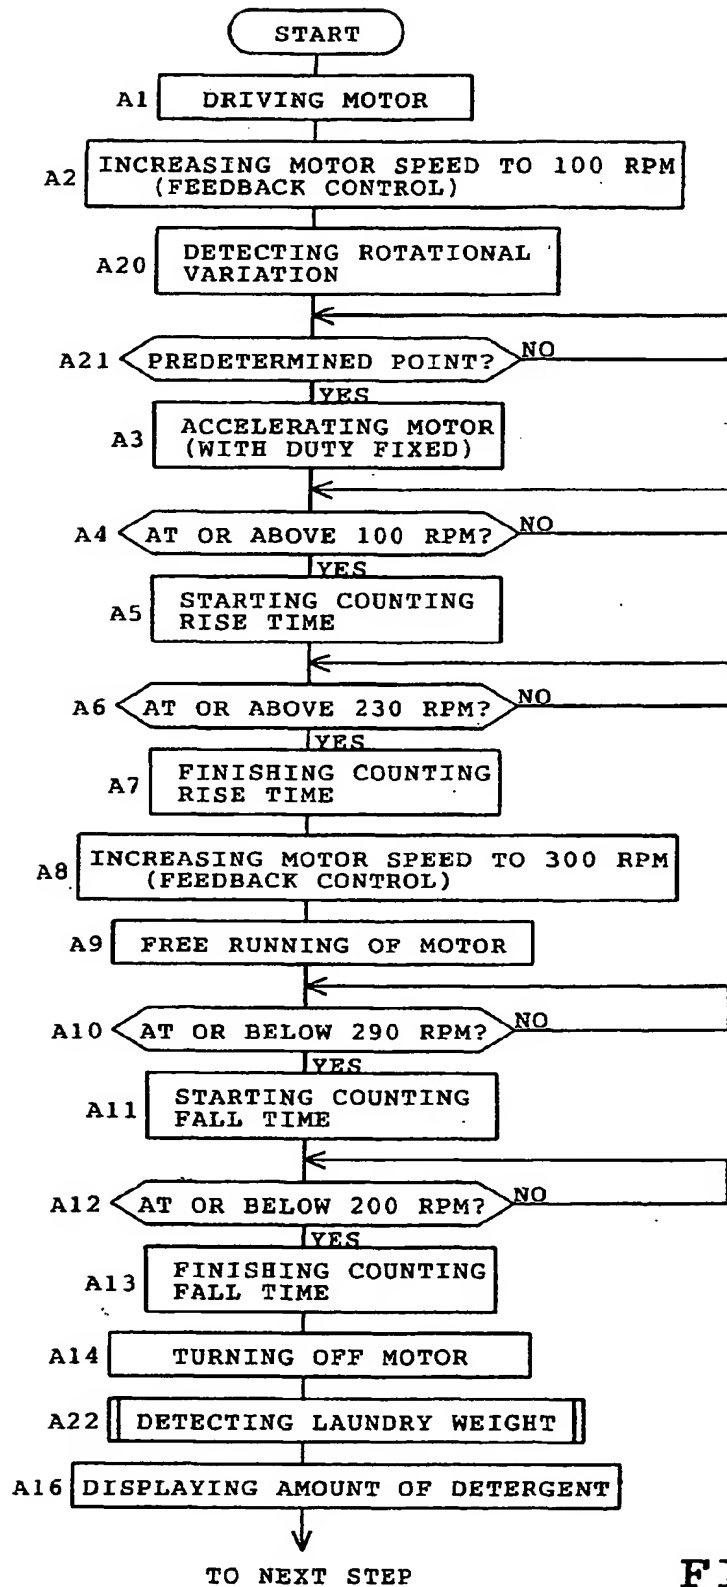 START
A1 DRIVING MOTOR
A2 INCREASING MOTOR SPEED TO 100 RPM
(FEEDBACK CONTROL)
A20 DETECTING ROTATIONAL
VARIATION
A21 PREDETERMINED POINT? NO
YES
A3 ACCELERATING MOTOR
(WITH DUTY FIXED)
A4 AT OR ABOVE 100 RPM? NO
YES
A5 STARTING COUNTING
RISE TIME
A6 AT OR ABOVE 230 RPM? NO
YES
A7 FINISHING COUNTING
RISE TIME
A8 INCREASING MOTOR SPEED TO 300 RPM
(FEEDBACK CONTROL)
A9 FREE RUNNING OF MOTOR
A10 AT OR BELOW 290 RPM? NO
YES
A11 STARTING COUNTING
FALL TIME
A12 AT OR BELOW 200 RPM? NO
YES
A13 FINISHING COUNTING
FALL TIME
A14 TURNING OFF MOTOR
A22 DETECTING LAUNDRY WEIGHT
A16 DISPLAYING AMOUNT OF DETERGENT
TO NEXT STEP